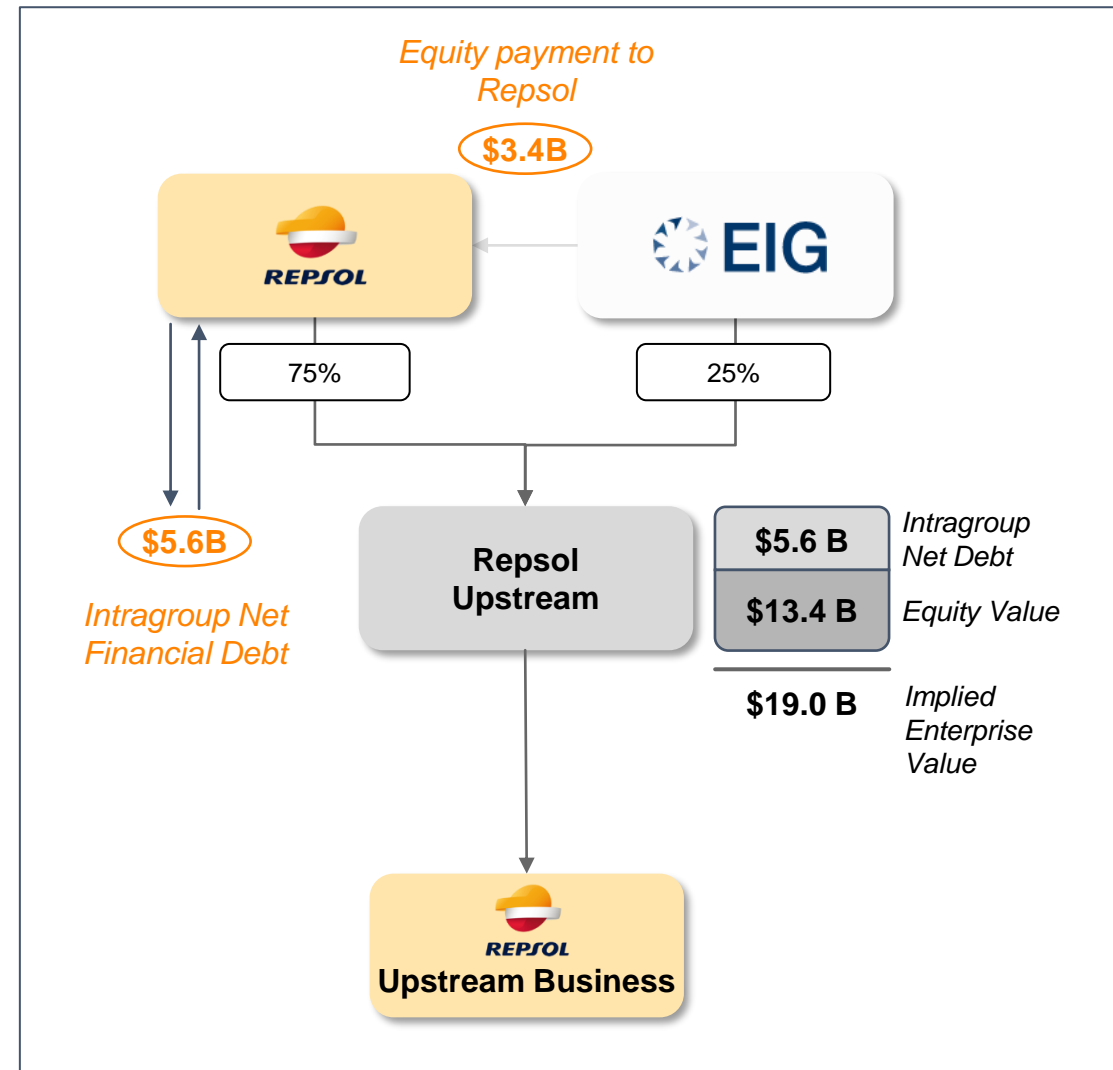 Equity payment to
Repsol
$3.4B
REPSOL
EIG
75%
25%
$5.6B
Intragroup Net
Financial Debt
Repsol
Upstream
$5.6 B
Intragroup
Net Debt
$13.4 B
Equity Value
$19.0 B
Implied
Enterprise
Value
REPSOL
Upstream Business